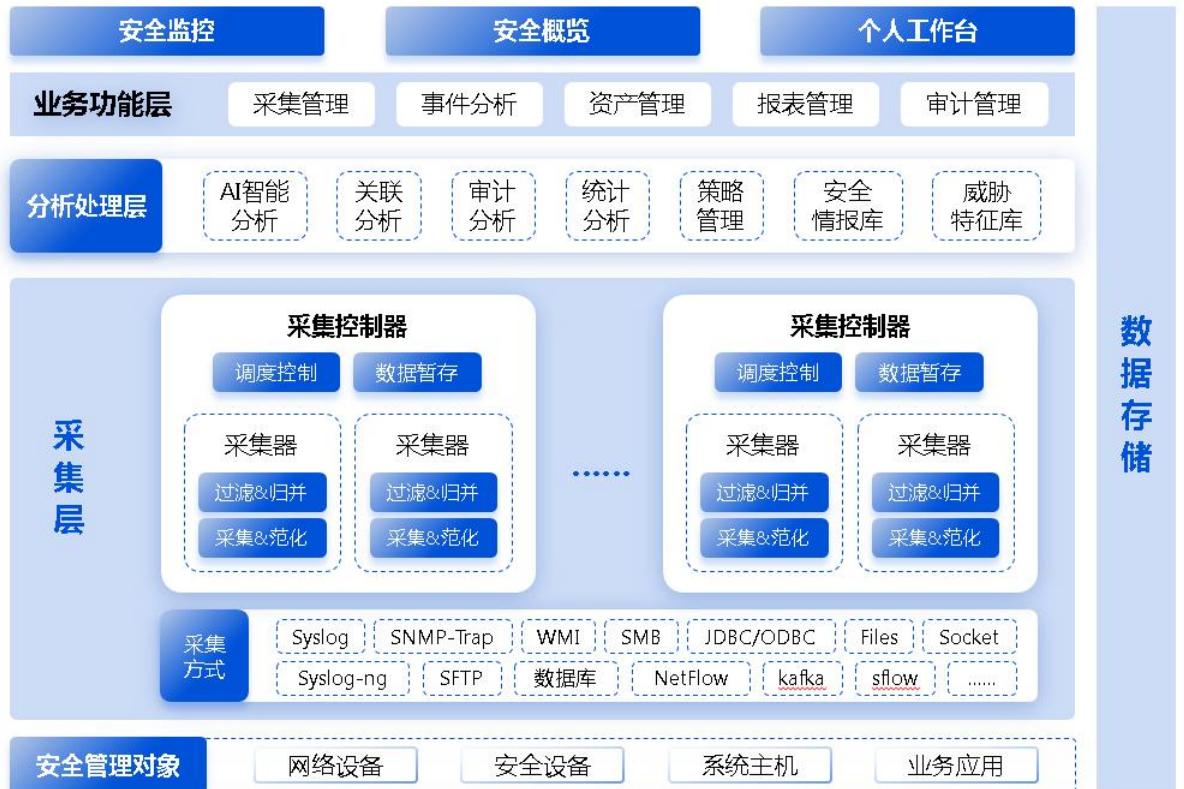 安全监控
安全概览
个人工作台
业务功能层
采集管理
事件分析
资产管理
报表管理
审计管理
分析处理层
AI智能
分析
关联
分析
审计
分析
统计
分析
策略
管理
安全
情报库
威胁
特征库
采集层
采集控制器
调度控制
数据暂存
采集器
过滤&归并
采集&范化
采集器
过滤&归并
采集&范化
......
采集控制器
调度控制
数据暂存
采集器
过滤&归并
采集&范化
采集器
过滤&归并
采集&范化
采集
方式
Syslog
SNMP-Trap
WMI
SMB
JDBC/ODBC
Files
Socket
Syslog-ng
SFTP
数据库
NetFlow
kafka
sflow
......
安全管理对象
网络设备
安全设备
系统主机
业务应用
数据存储